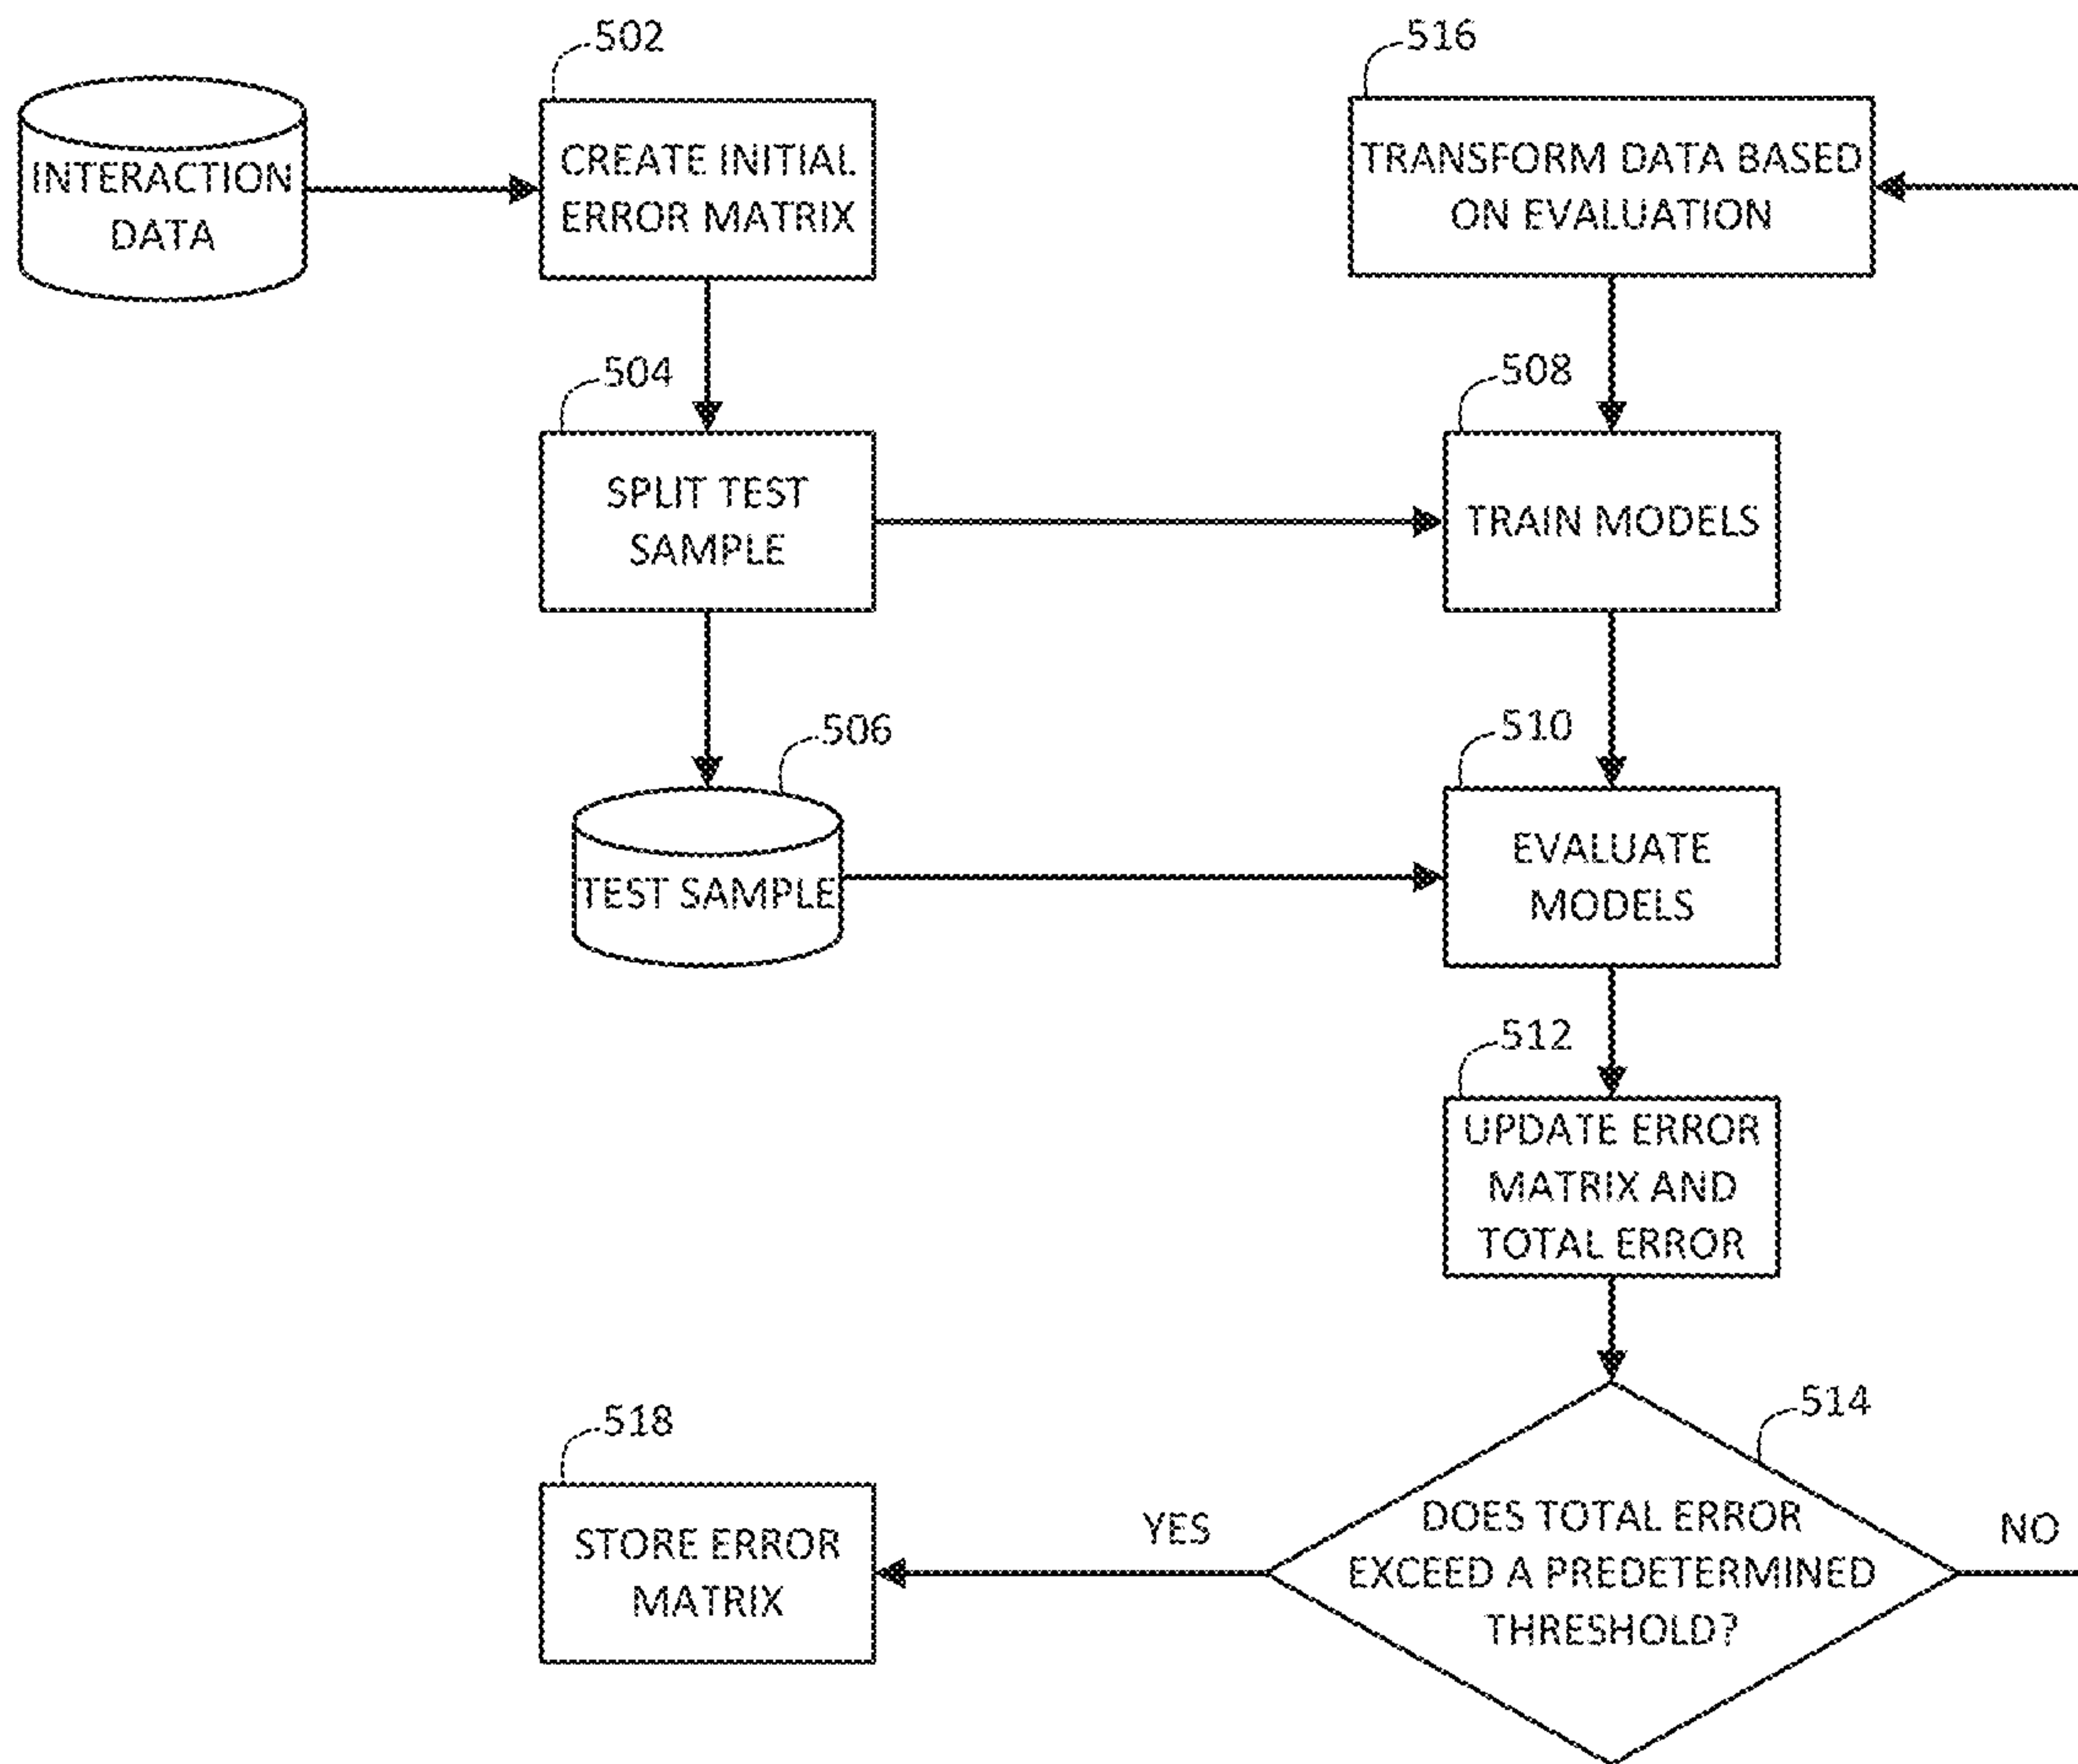 502
INTERACTION
DATA
CREATE INITIAL
ERROR MATRIX
504
SPLIT TEST
SAMPLE
506
TEST SAMPLE
516
TRANSFORM DATA BASED
ON EVALUATION
508
TRAIN MODELS
510
EVALUATE
MODELS
512
UPDATE ERROR
MATRIX AND
TOTAL ERROR
514
DOES TOTAL ERROR
EXCEED A PREDETERMINED
THRESHOLD?
YES
NO
518
STORE ERROR
MATRIX